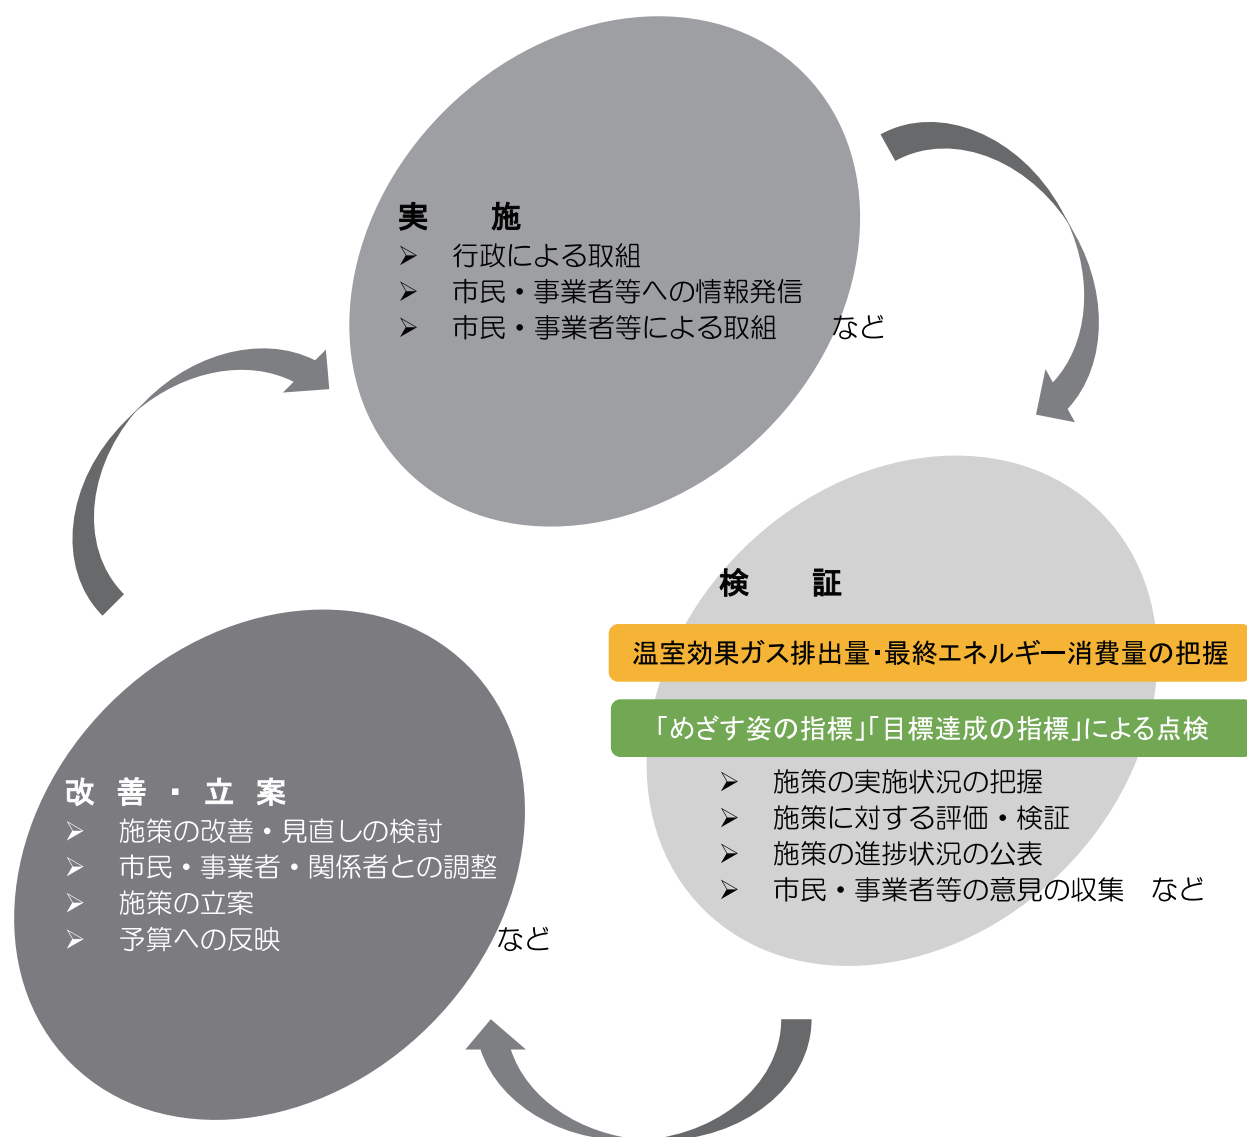 実　施
➢ 行政による取組
➢ 市民・事業者等への情報発信
➢ 市民・事業者等による取組　など
検　証
温室効果ガス排出量・最終エネルギー消費量の把握
「めざす姿の指標」「目標達成の指標」による点検
➢ 施策の実施状況の把握
➢ 施策に対する評価・検証
➢ 施策の進捗状況の公表
➢ 市民・事業者等の意見の収集　など
改 善 ・ 立 案
➢ 施策の改善・見直しの検討
➢ 市民・事業者・関係者との調整
➢ 施策の立案
➢ 予算への反映　など